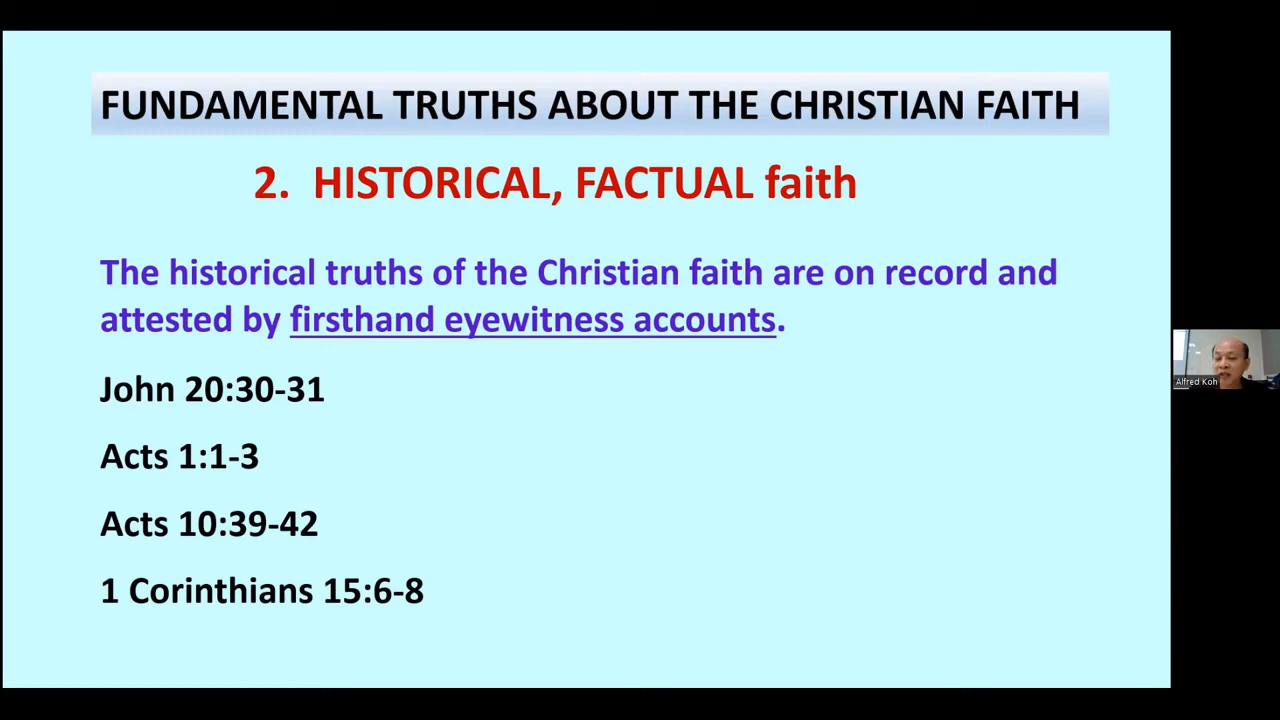 FUNDAMENTAL TRUTHS ABOUT THE CHRISTIAN FAITH
2. HISTORICAL, FACTUAL faith
The historical truths of the Christian faith are on record and
attested by firsthand eyewitness accounts.
John 20:30-31
Acts 1:1-3
Acts 10:39-42
1 Corinthians 15:6-8
Alfred Koh